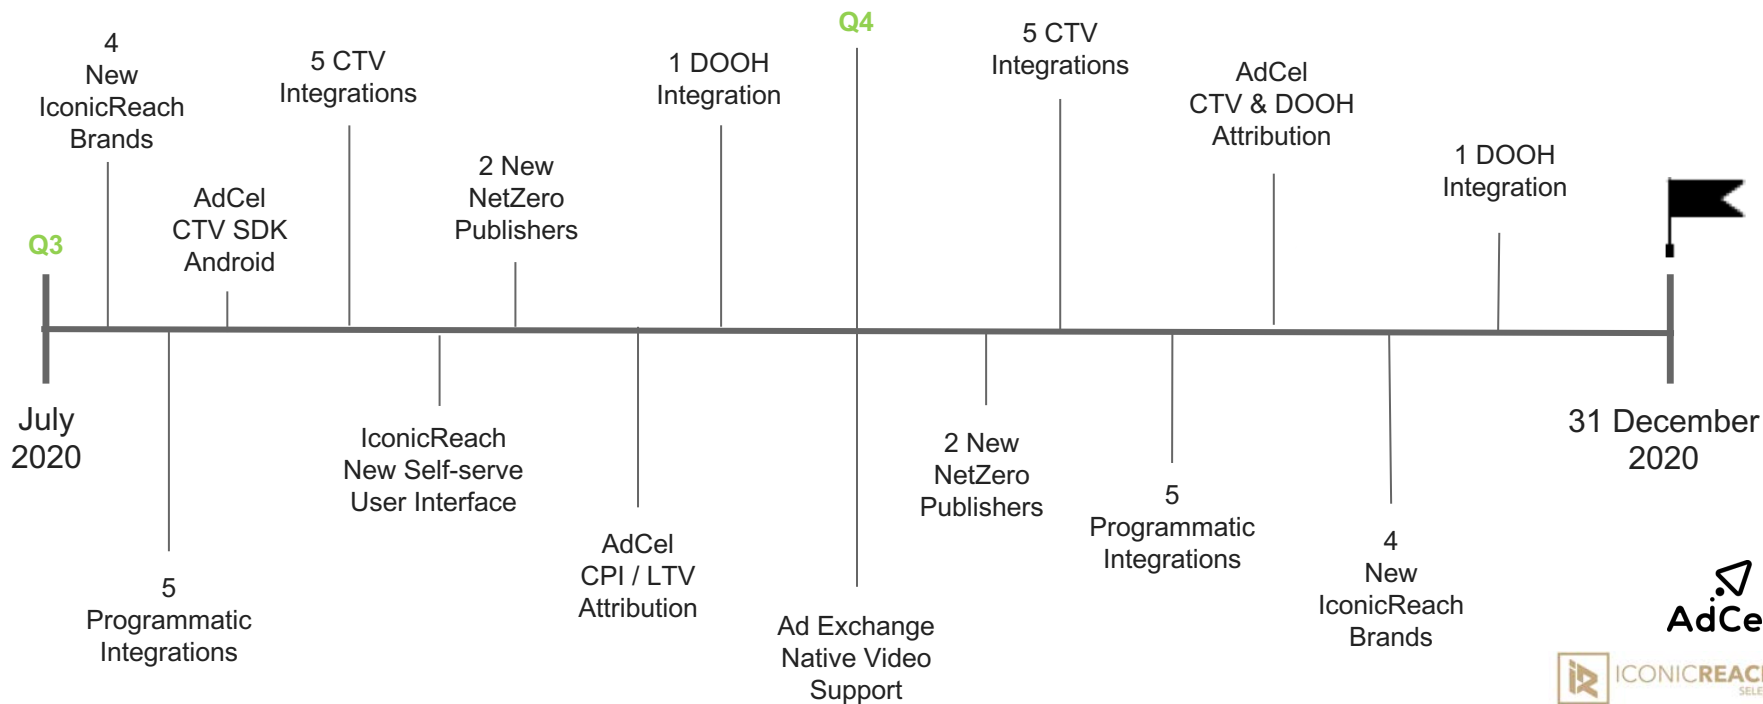 Q3
July
2020
4
New
IconicReach
Brands
5
Programmatic
Integrations
AdCel
CTV SDK
Android
5 CTV
Integrations
IconicReach
New Self-serve
User Interface
2 New
NetZero
Publishers
AdCel
CPI / LTV
Attribution
1 DOOH
Integration
Q4
Ad Exchange
Native Video
Support
2 New
NetZero
Publishers
5 CTV
Integrations
5
Programmatic
Integrations
AdCel
CTV & DOOH
Attribution
4
New
IconicReach
Brands
1 DOOH
Integration
31 December
2020
AdCe
ICONICREACH
SELE